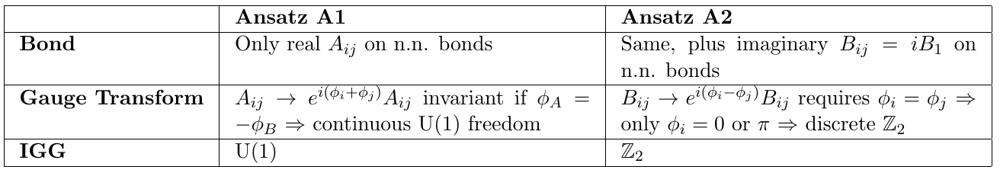 Ansatz A1 Ansatz A2
Bond Only real $A_{ij}$ on n.n. bonds Same, plus imaginary $B_{ij} = iB_1$ on
n.n. bonds
Gauge Transform $A_{ij} \to e^{i(\phi_i+\phi_j)}A_{ij}$ invariant if $\phi_A =$ $B_{ij} \to e^{i(\phi_i-\phi_j)}B_{ij}$ requires $\phi_i = \phi_j \Rightarrow$
$-\phi_B \Rightarrow$ continuous U(1) freedom only $\phi_i = 0$ or $\pi \Rightarrow$ discrete $\mathbb{Z}_2$
IGG U(1) $\mathbb{Z}_2$